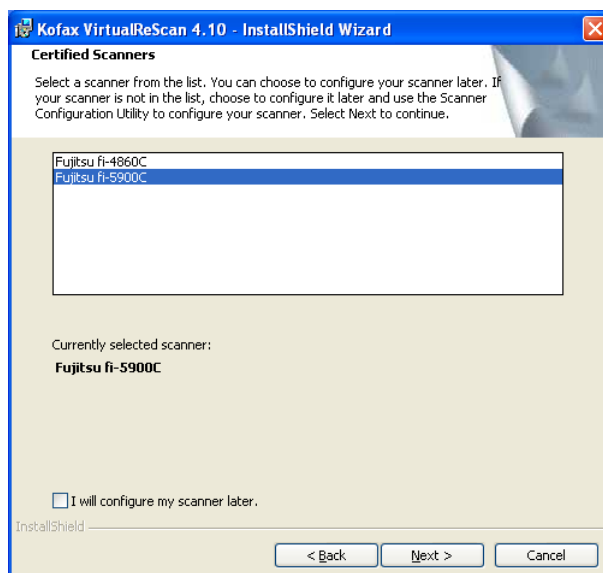 Kofax VirtualReScan 4.10 - InstallShield Wizard
Certified Scanners
Select a scanner from the list. You can choose to configure your scanner later. If
your scanner is not in the list, choose to configure it later and use the Scanner
Configuration Utility to configure your scanner. Select Next to continue.
Fujitsu fi-4860C
Fujitsu fi-5900C
Currently selected scanner:
Fujitsu fi-5900C
I will configure my scanner later.
InstallShield
< Back
Next >
Cancel